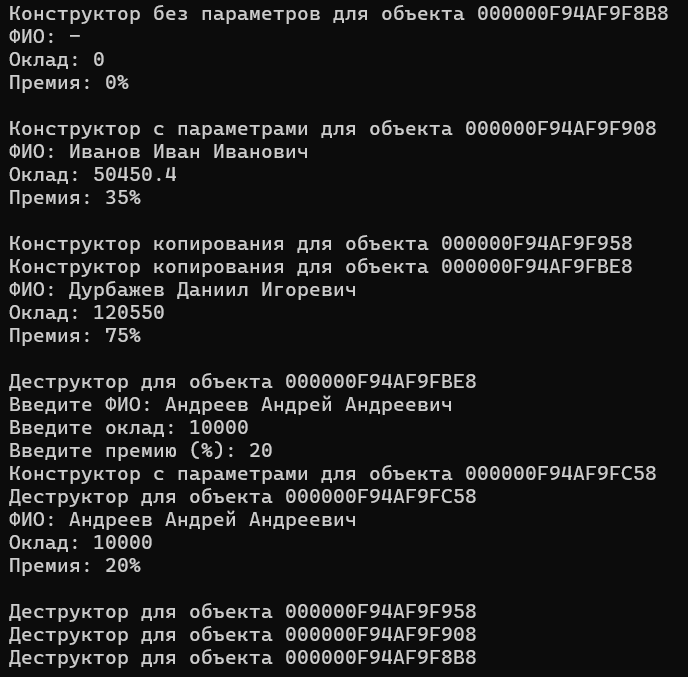 Конструктор без параметров для объекта 000000F94AF9F8B8
ФИО: -
Оклад: 0
Премия: 0%
Конструктор с параметрами для объекта 000000F94AF9F908
ФИО: Иванов Иван Иванович
Оклад: 50450.4
Премия: 35%
Конструктор копирования для объекта 000000F94AF9F958
Конструктор копирования для объекта 000000F94AF9FBE8
ФИО: Дурбажев Даниил Игоревич
Оклад: 120550
Премия: 75%
Деструктор для объекта 000000F94AF9FBE8
Введите ФИО: Андреев Андрей Андреевич
Введите оклад: 10000
Введите премию (%): 20
Конструктор с параметрами для объекта 000000F94AF9FC58
Деструктор для объекта 000000F94AF9FC58
ФИО: Андреев Андрей Андреевич
Оклад: 10000
Премия: 20%
Деструктор для объекта 000000F94AF9F958
Деструктор для объекта 000000F94AF9F908
Деструктор для объекта 000000F94AF9F8B8